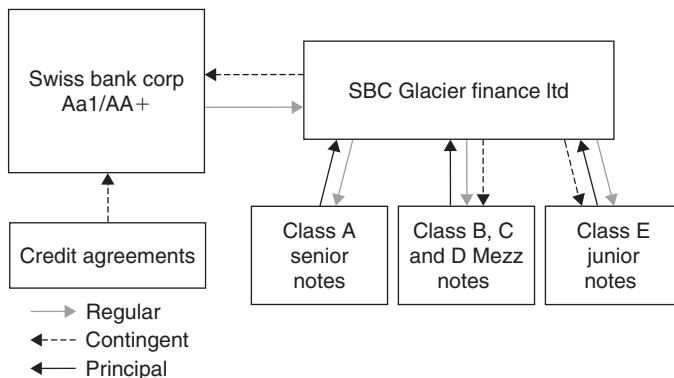 Swiss bank corp
Aa1/AA+
SBC Glacier finance ltd
Credit agreements
Class A
senior
notes
Class B, C
and D Mezz
notes
Class E
junior
notes
Regular
Contingent
Principal